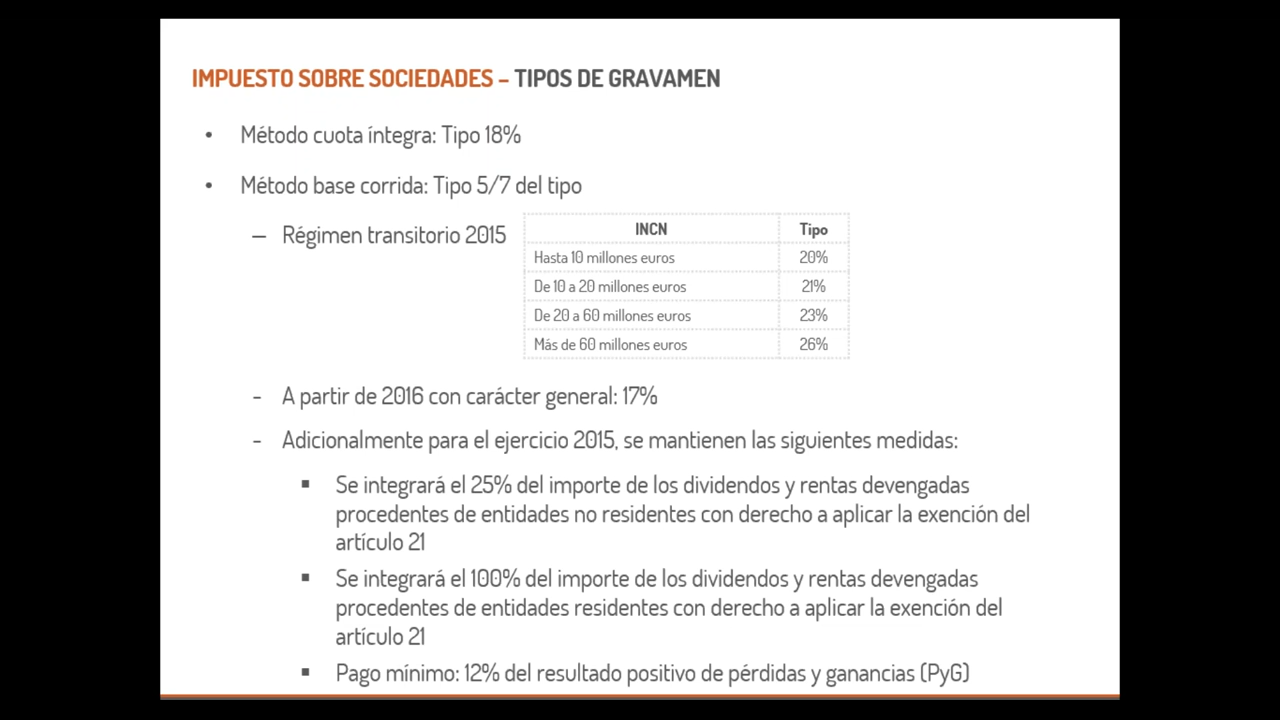 IMPUESTO SOBRE SOCIEDADES – TIPOS DE GRAVAMEN
• Método cuota íntegra: Tipo 18%
• Método base corrida: Tipo 5/7 del tipo
– Régimen transitorio 2015
INCN Tipo
Hasta 10 millones euros 20%
De 10 a 20 millones euros 21%
De 20 a 60 millones euros 23%
Más de 60 millones euros 26%
- A partir de 2016 con carácter general: 17%
- Adicionalmente para el ejercicio 2015, se mantienen las siguientes medidas:
▪ Se integrará el 25% del importe de los dividendos y rentas devengadas
procedentes de entidades no residentes con derecho a aplicar la exención del
artículo 21
▪ Se integrará el 100% del importe de los dividendos y rentas devengadas
procedentes de entidades residentes con derecho a aplicar la exención del
artículo 21
▪ Pago mínimo: 12% del resultado positivo de pérdidas y ganancias (PyG)